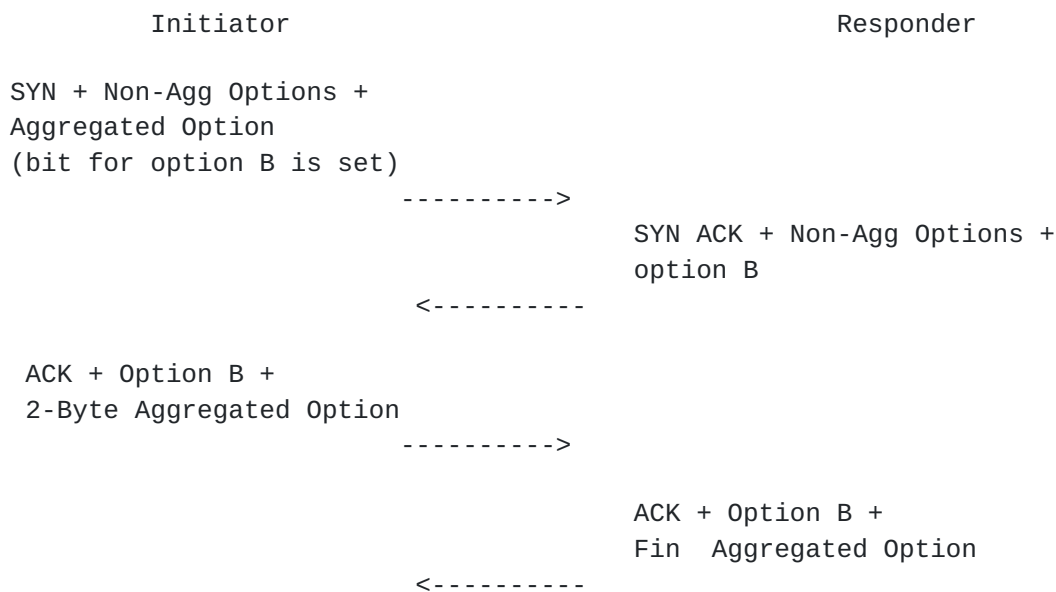 Initiator Responder
SYN + Non-Agg Options +
Aggregated Option
(bit for option B is set)
---------->
SYN ACK + Non-Agg Options +
option B
<----------
ACK + Option B +
2-Byte Aggregated Option
---------->
ACK + Option B +
Fin  Aggregated Option
<----------